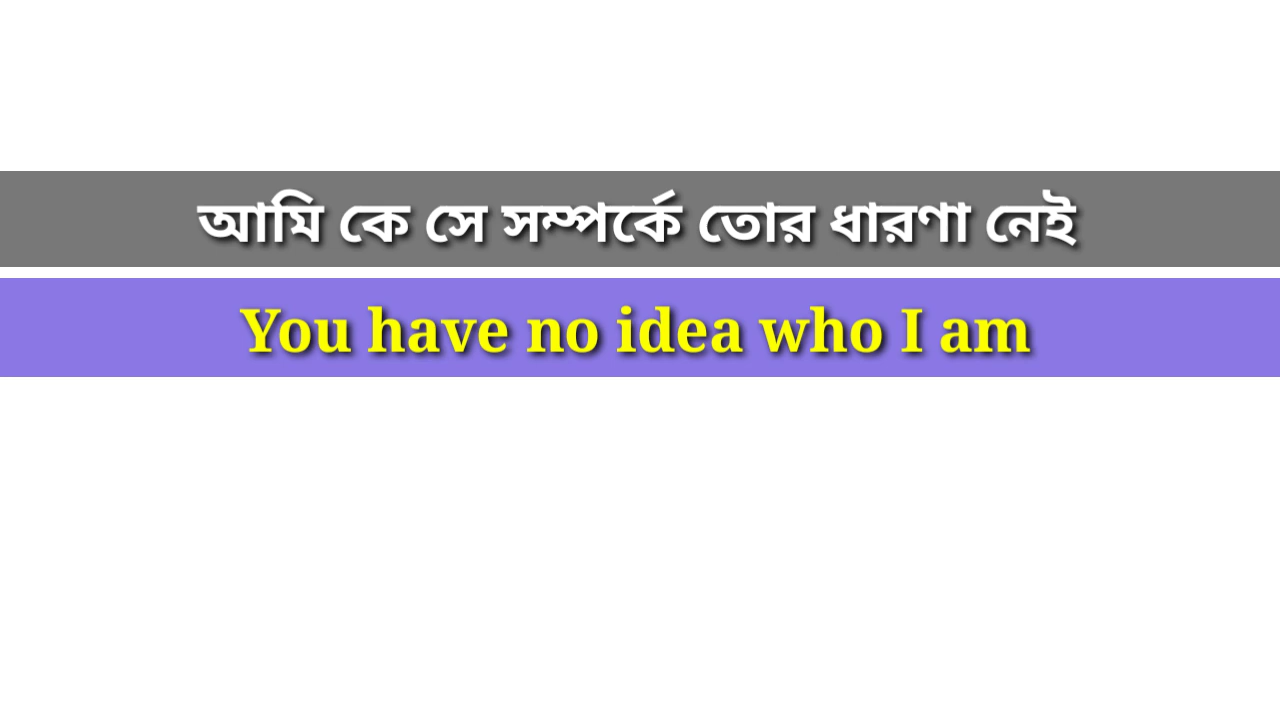 আমি কে সে সম্পর্কে তোর ধারণা নেই
You have no idea who I am